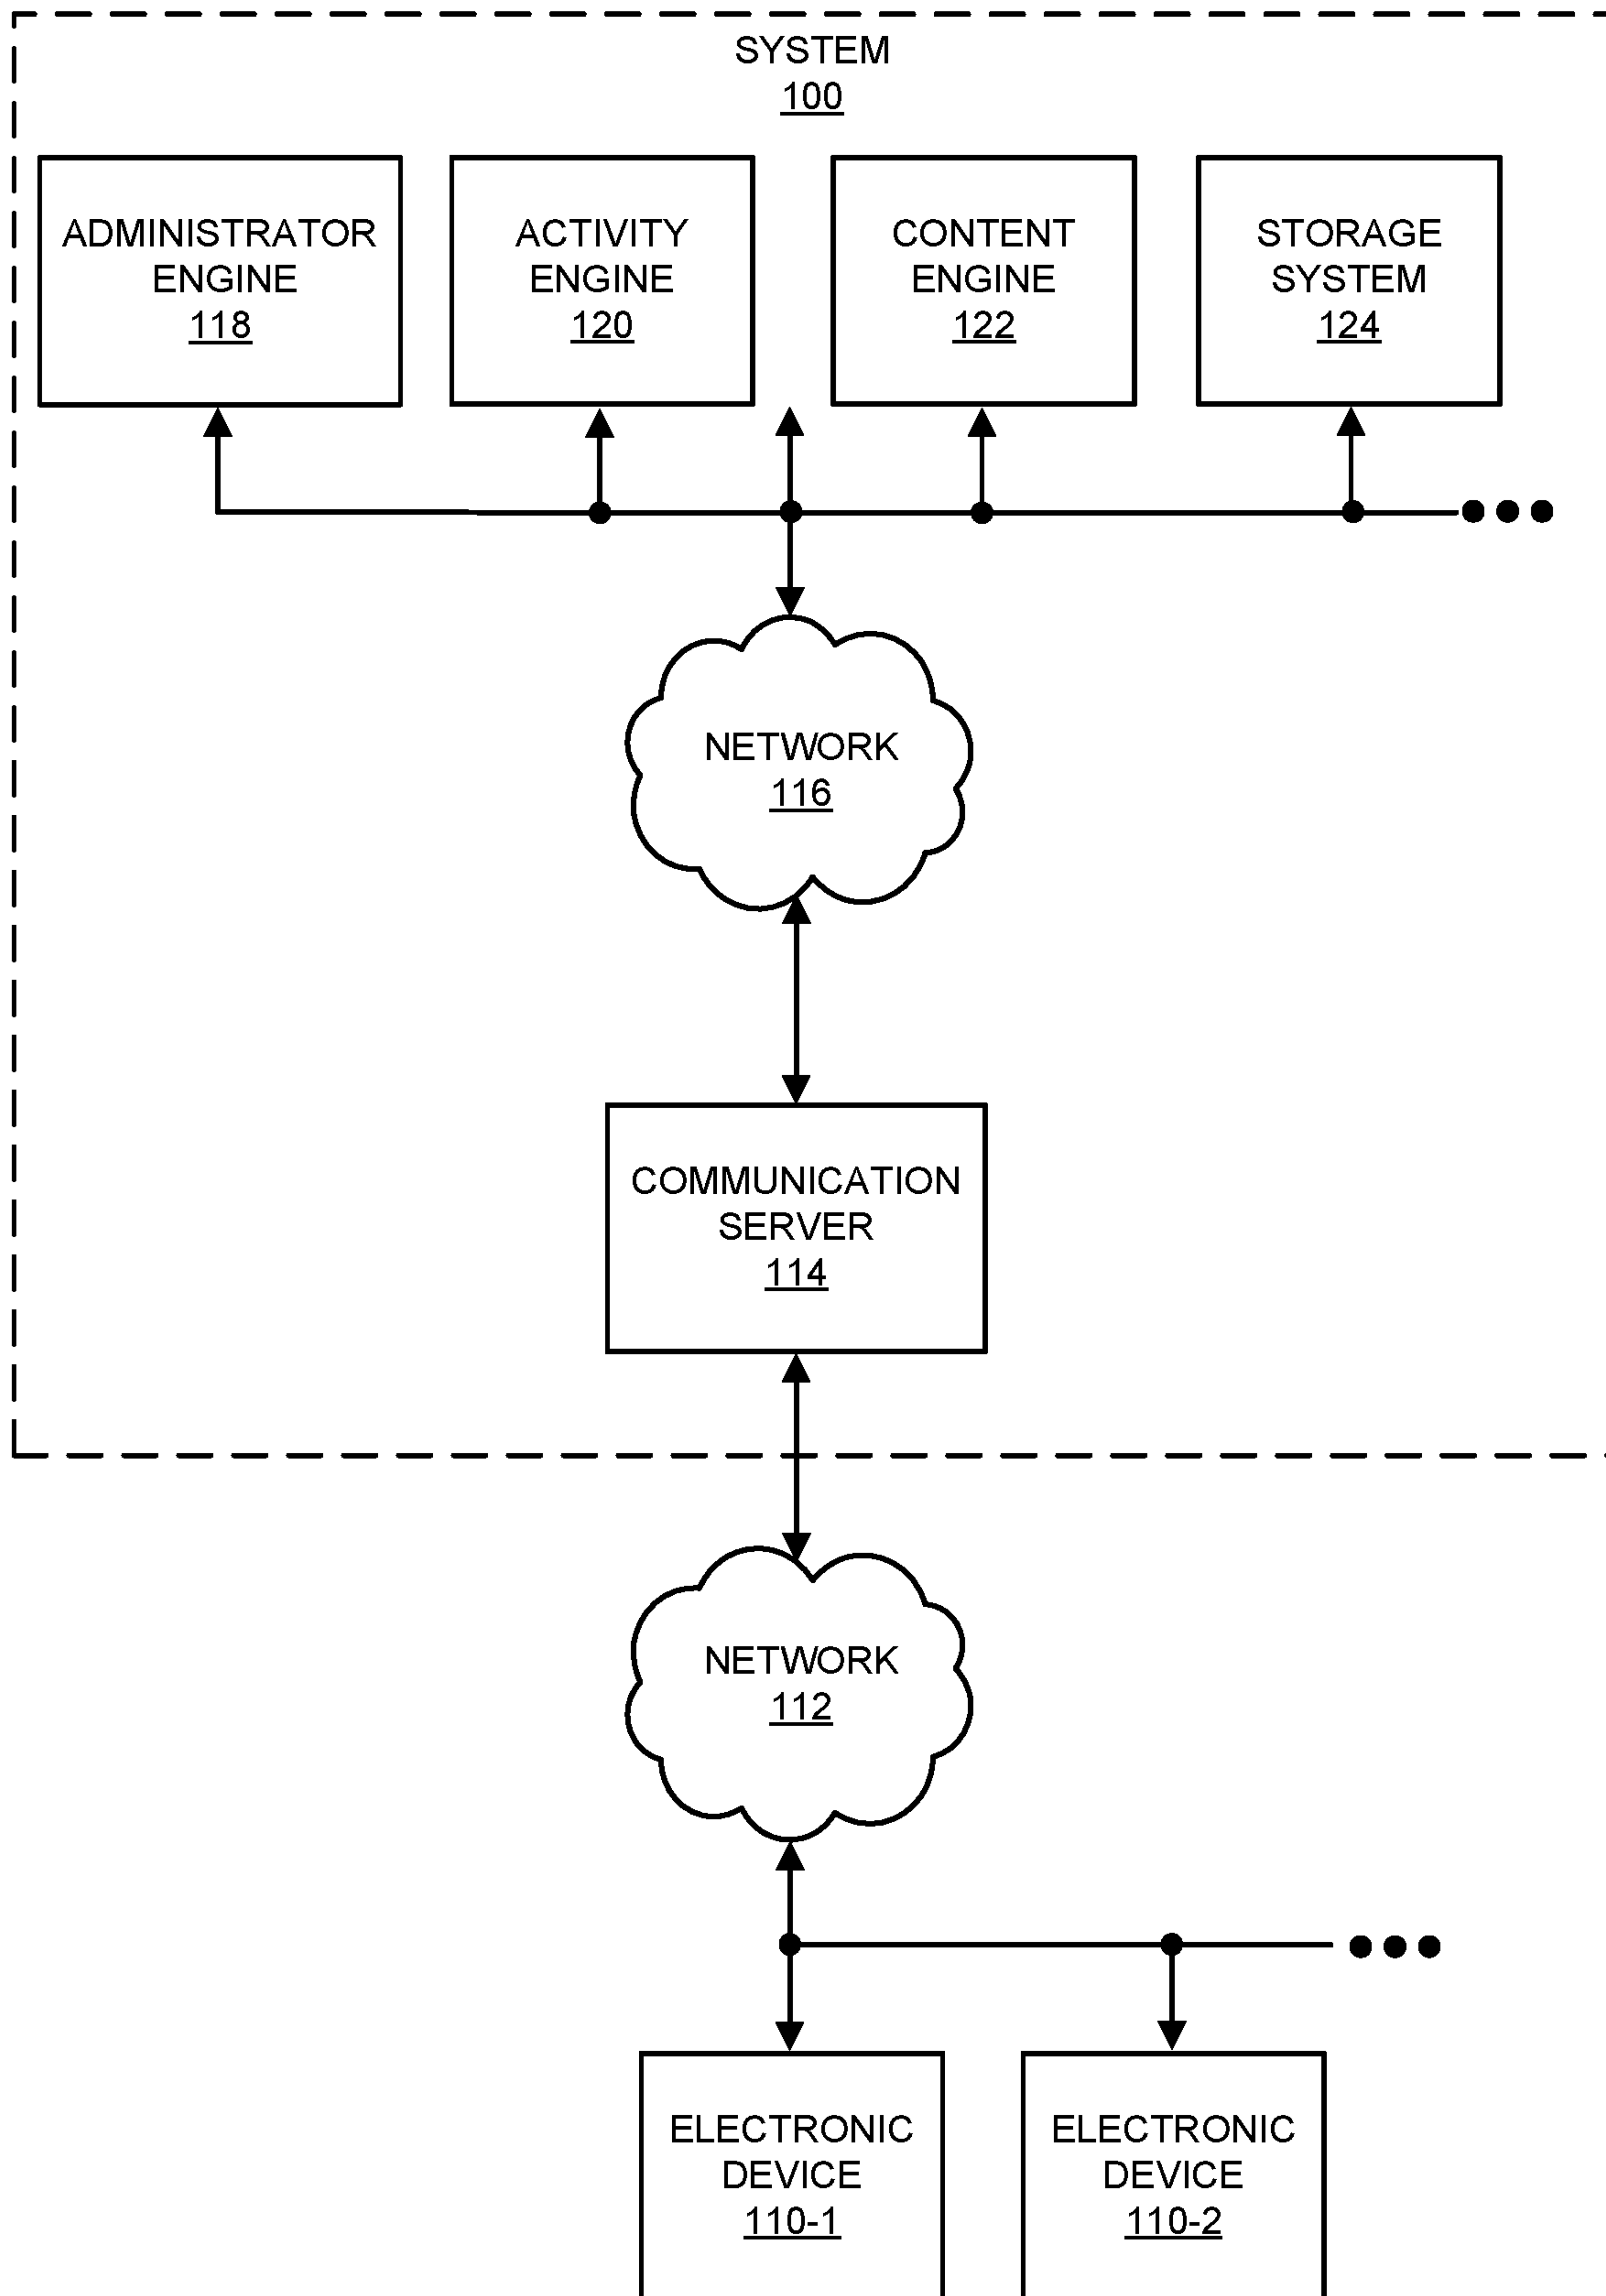 SYSTEM
100
ADMINISTRATOR
ENGINE
118
ACTIVITY
ENGINE
120
CONTENT
ENGINE
122
STORAGE
SYSTEM
124
NETWORK
116
COMMUNICATION
SERVER
114
NETWORK
112
ELECTRONIC
DEVICE
110-1
ELECTRONIC
DEVICE
110-2